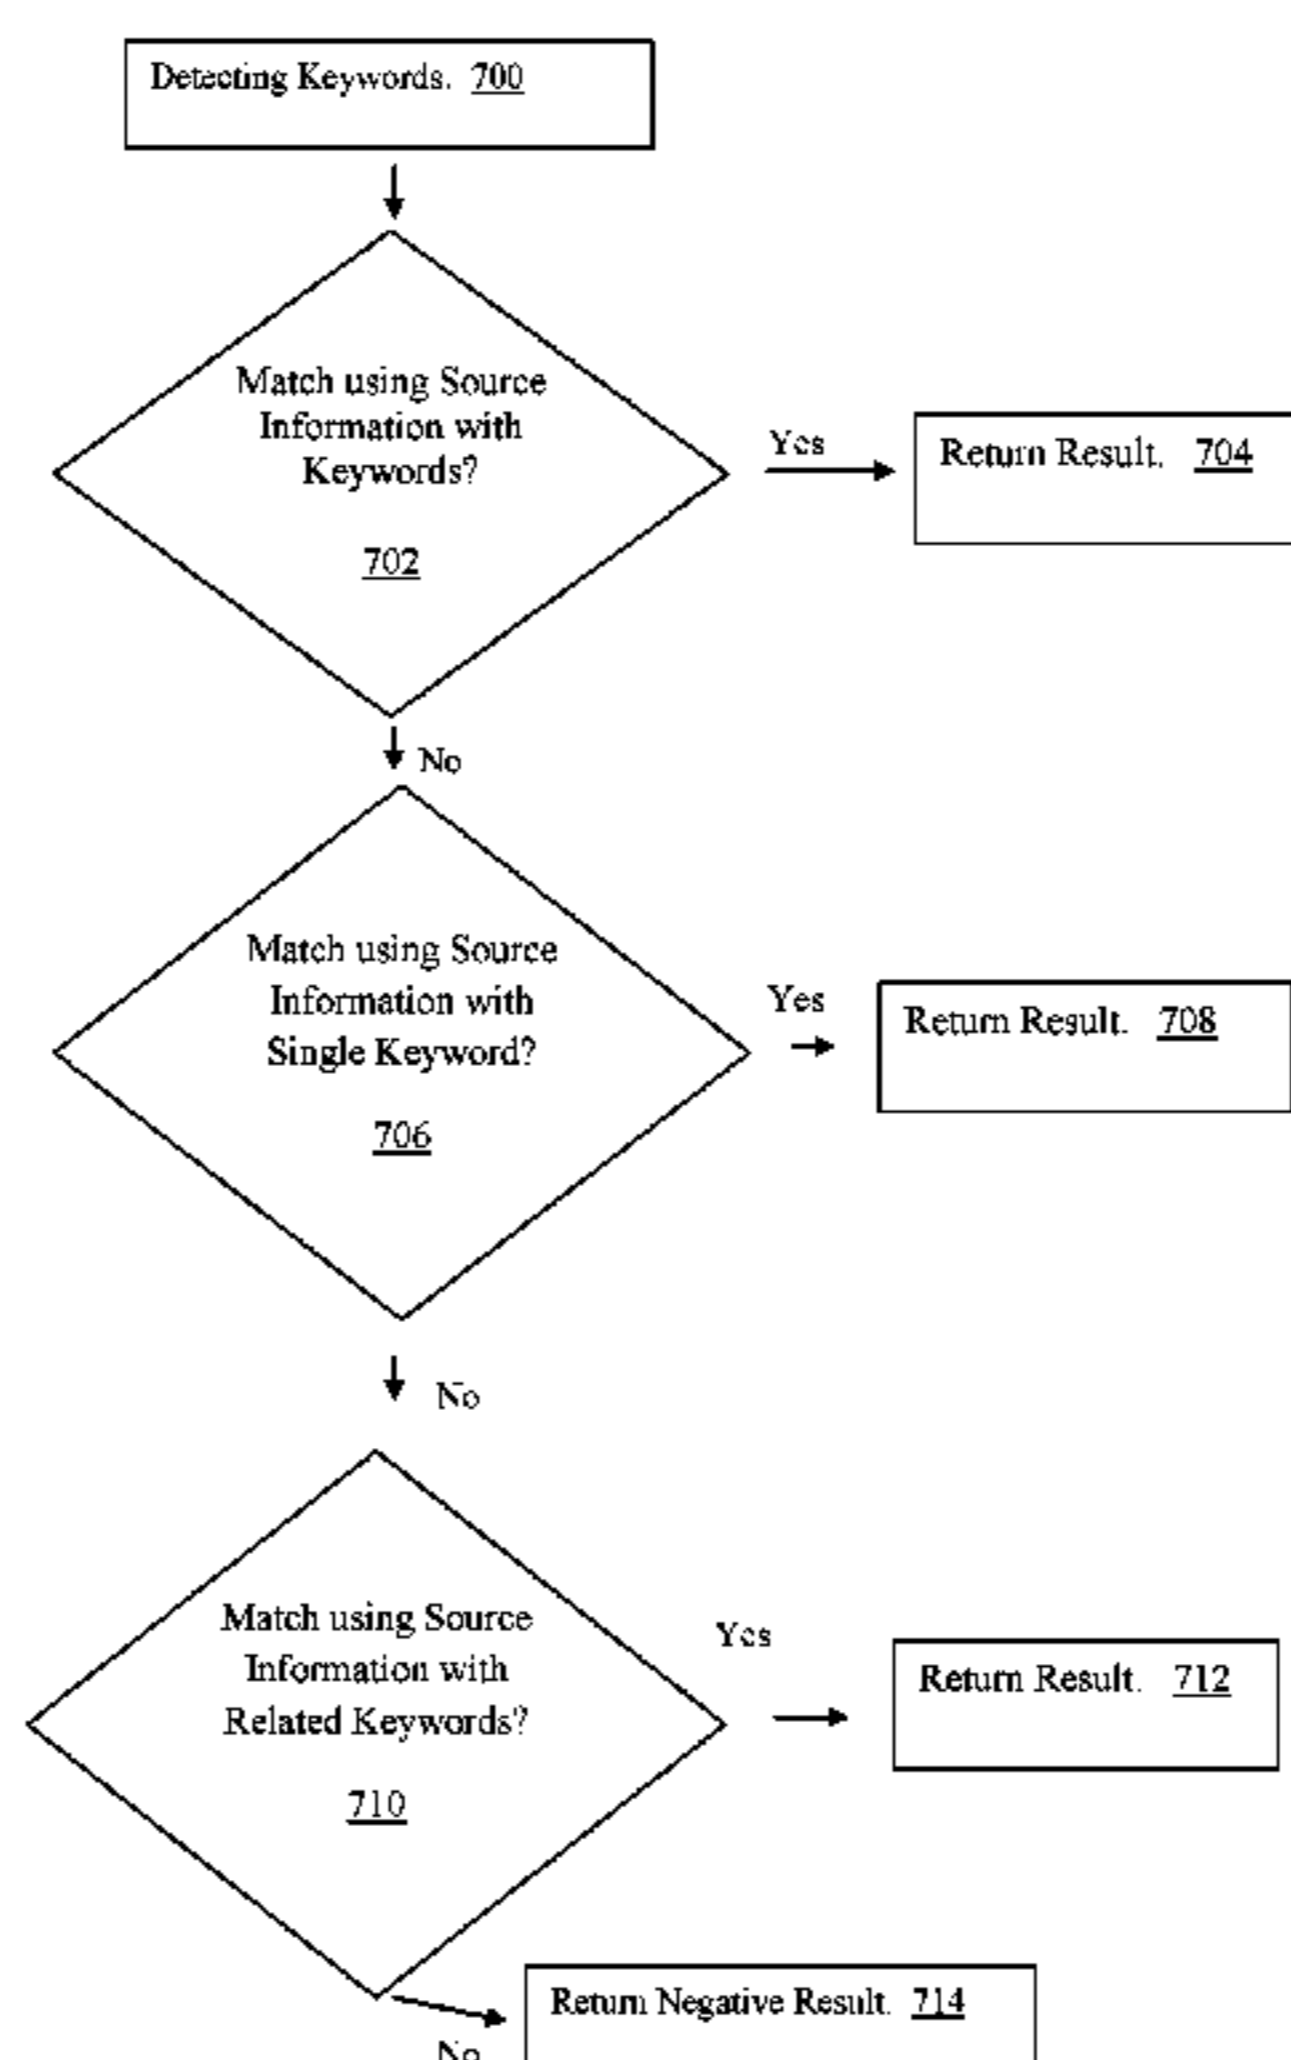 Detecting Keywords. 700
Match using Source
Information with
Keywords?
702
Yes
Return Result. 704
No
Match using Source
Information with
Single Keyword?
706
Yes
Return Result. 708
No
Match using Source
Information with
Related Keywords?
710
Yes
Return Result. 712
Return Negative Result. 714
No